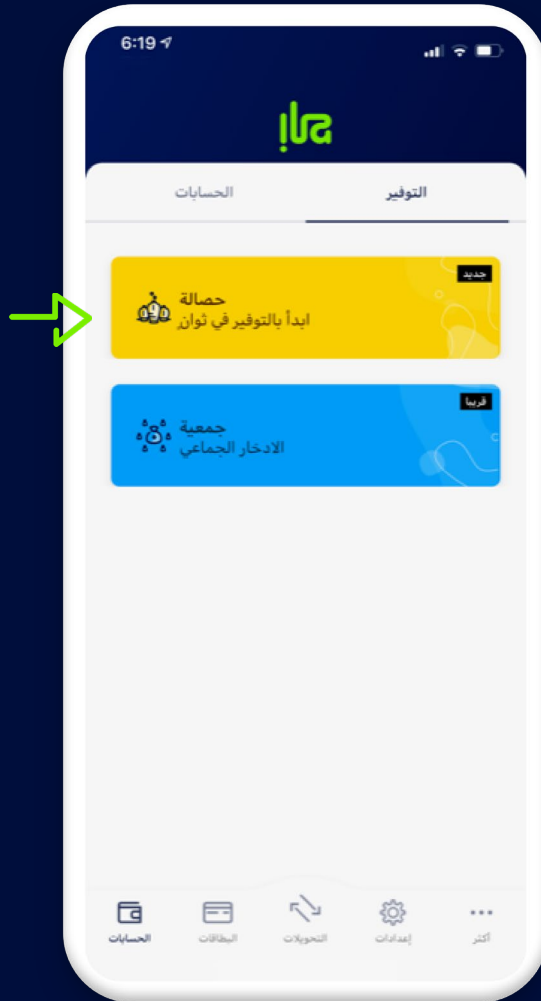 6:19
إلى
التوفير
الحسابات
جديد
حصالة
ابدأ بالتوفير في ثوانٍ
قريبا
جمعية
الادخار الجماعي
أكثر
إعدادات
التحويلات
البطاقات
الحسابات